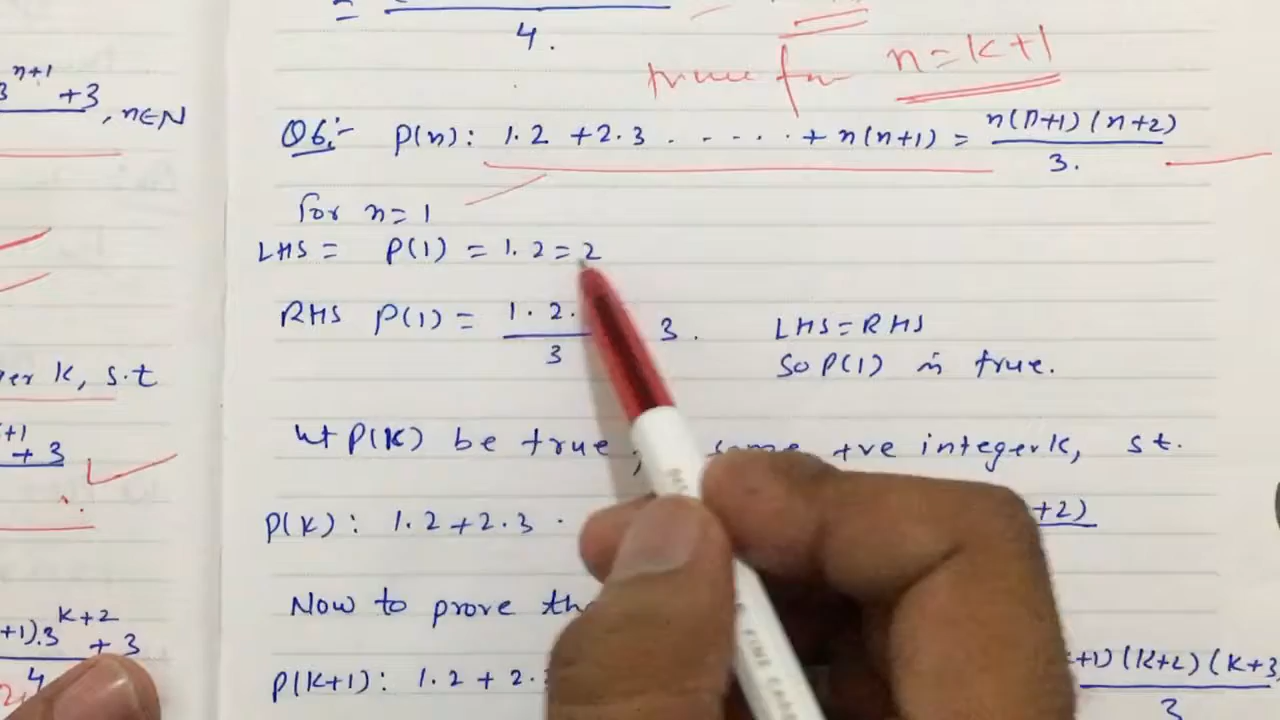 4.
true for n=k+1
3ⁿ⁺¹ +3 , n∈N
Q6:- P(n): 1.2 +2.3 . - - - . . + n(n+1) = n(n+1)(n+2)/3.
For n=1
LHS = P(1) = 1.2=2
RHS P(1) = 1.2. /3 3. LHS=RHS
So P(1) is true.
k, s.t
+1 +3
let P(k) be true, some +ve integer k, st.
P(k): 1.2+2.3 . +2)
Now to prove
+1).3ᵏ⁺² +3 / 4
P(k+1): 1.2 + 2. +1)(k+2)(k+3 / 3